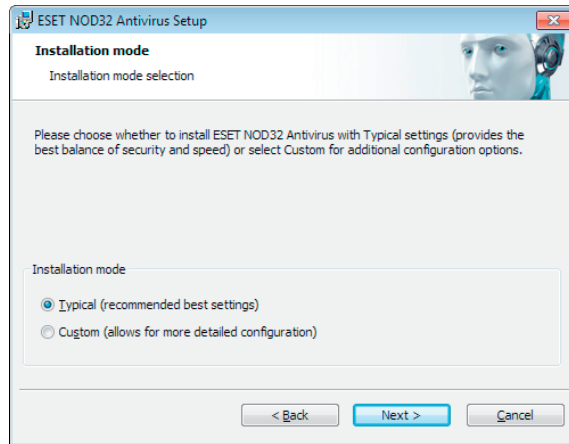 ESET NOD32 Antivirus Setup
Installation mode
Installation mode selection
Please choose whether to install ESET NOD32 Antivirus with Typical settings (provides the
best balance of security and speed) or select Custom for additional configuration options.
Installation mode
Typical (recommended best settings)
Custom (allows for more detailed configuration)
< Back Next > Cancel